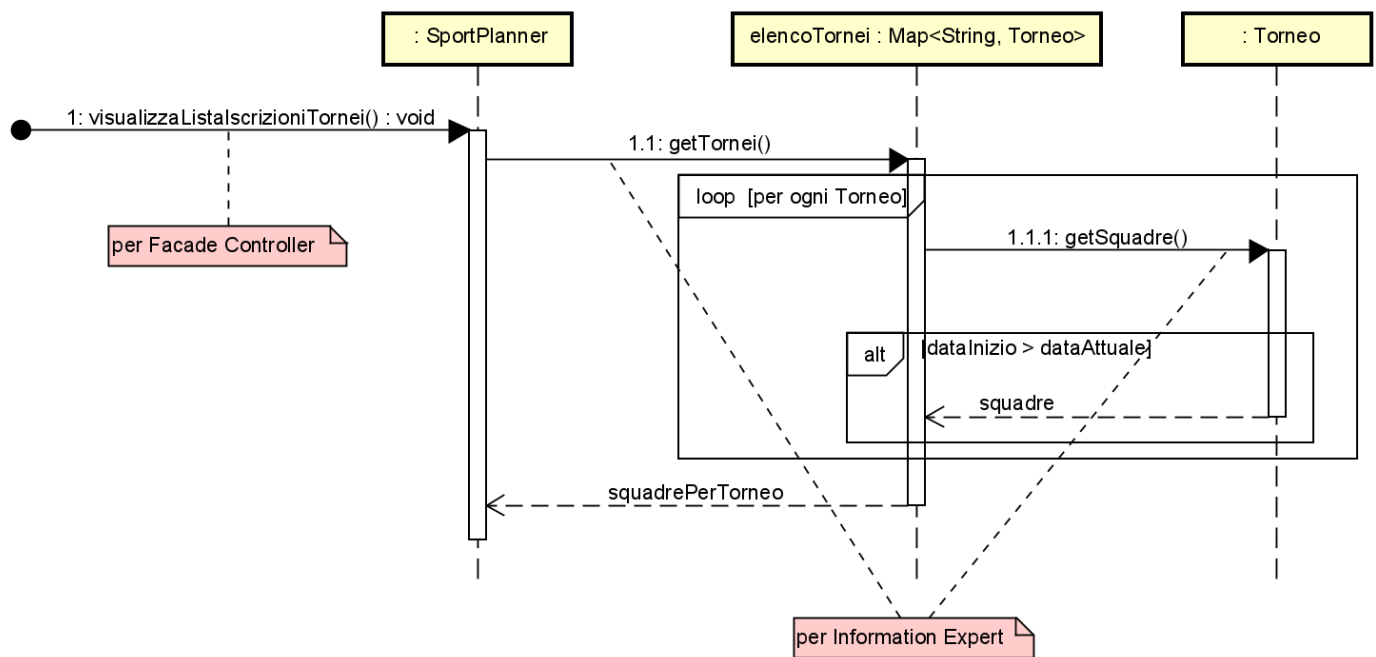 : SportPlanner
elencoTornei : Map<String, Torneo>
: Torneo
1: visualizzaListaIscrizioniTornei() : void
1.1: getTornei()
loop [per ogni Torneo]
1.1.1: getSquadre()
per Facade Controller
alt
[dataInizio > dataAttuale]
squadre
squadrePerTorneo
per Information Expert